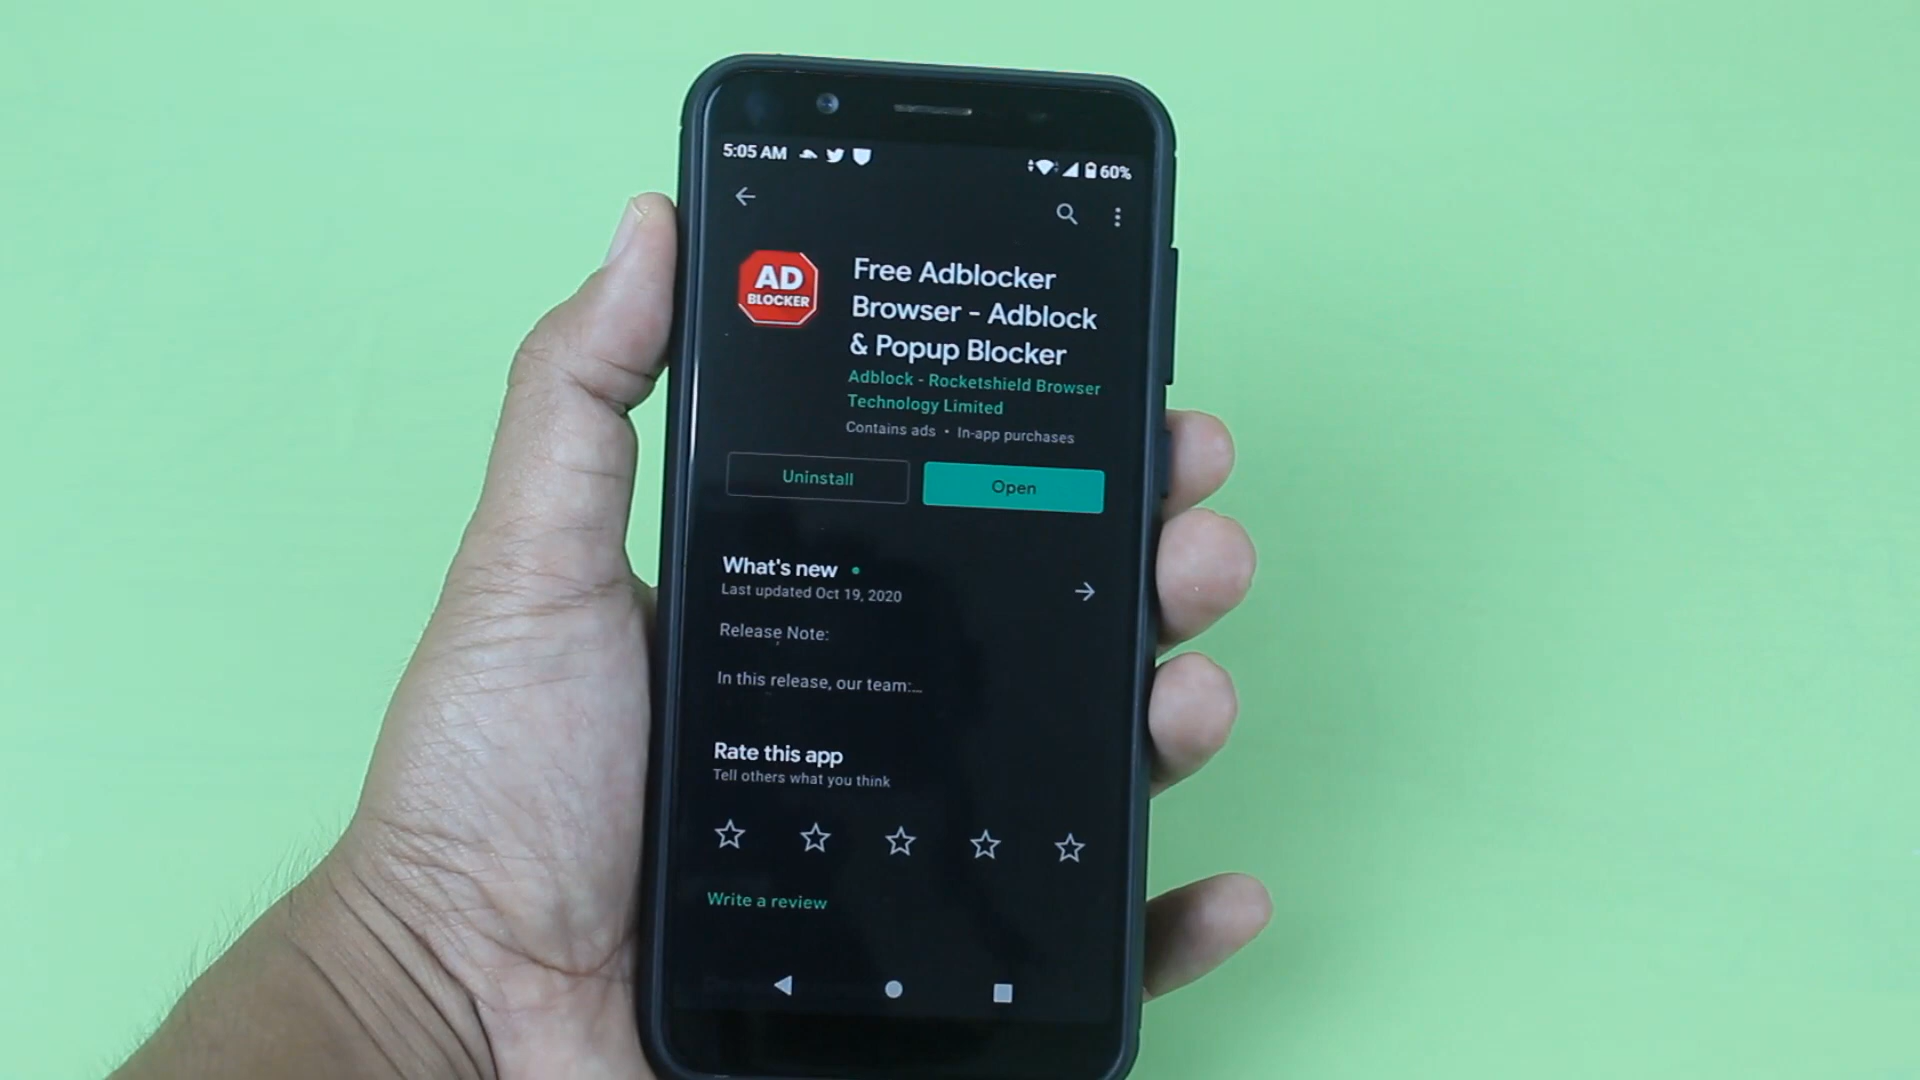 5:05 AM
60%
AD
BLOCKER
Free Adblocker
Browser - Adblock
& Popup Blocker
Adblock - Rocketshield Browser
Technology Limited
Contains ads • In-app purchases
Uninstall
Open
What's new
Last updated Oct 19, 2020
Release Note:
In this release, our team:...
Rate this app
Tell others what you think
Write a review